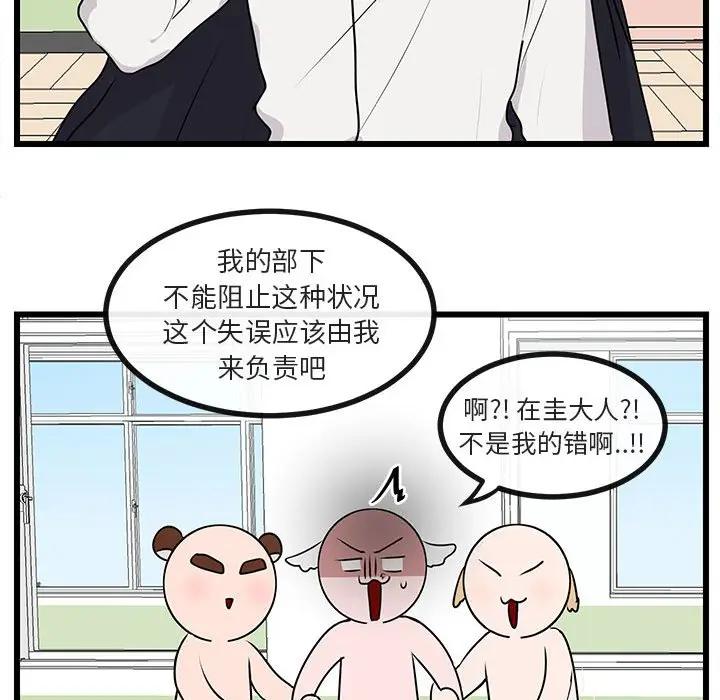 我的部下
不能阻止这种状况
这个失误应该由我
来负责吧
啊?! 在圭大人?!
不是我的错啊..!!